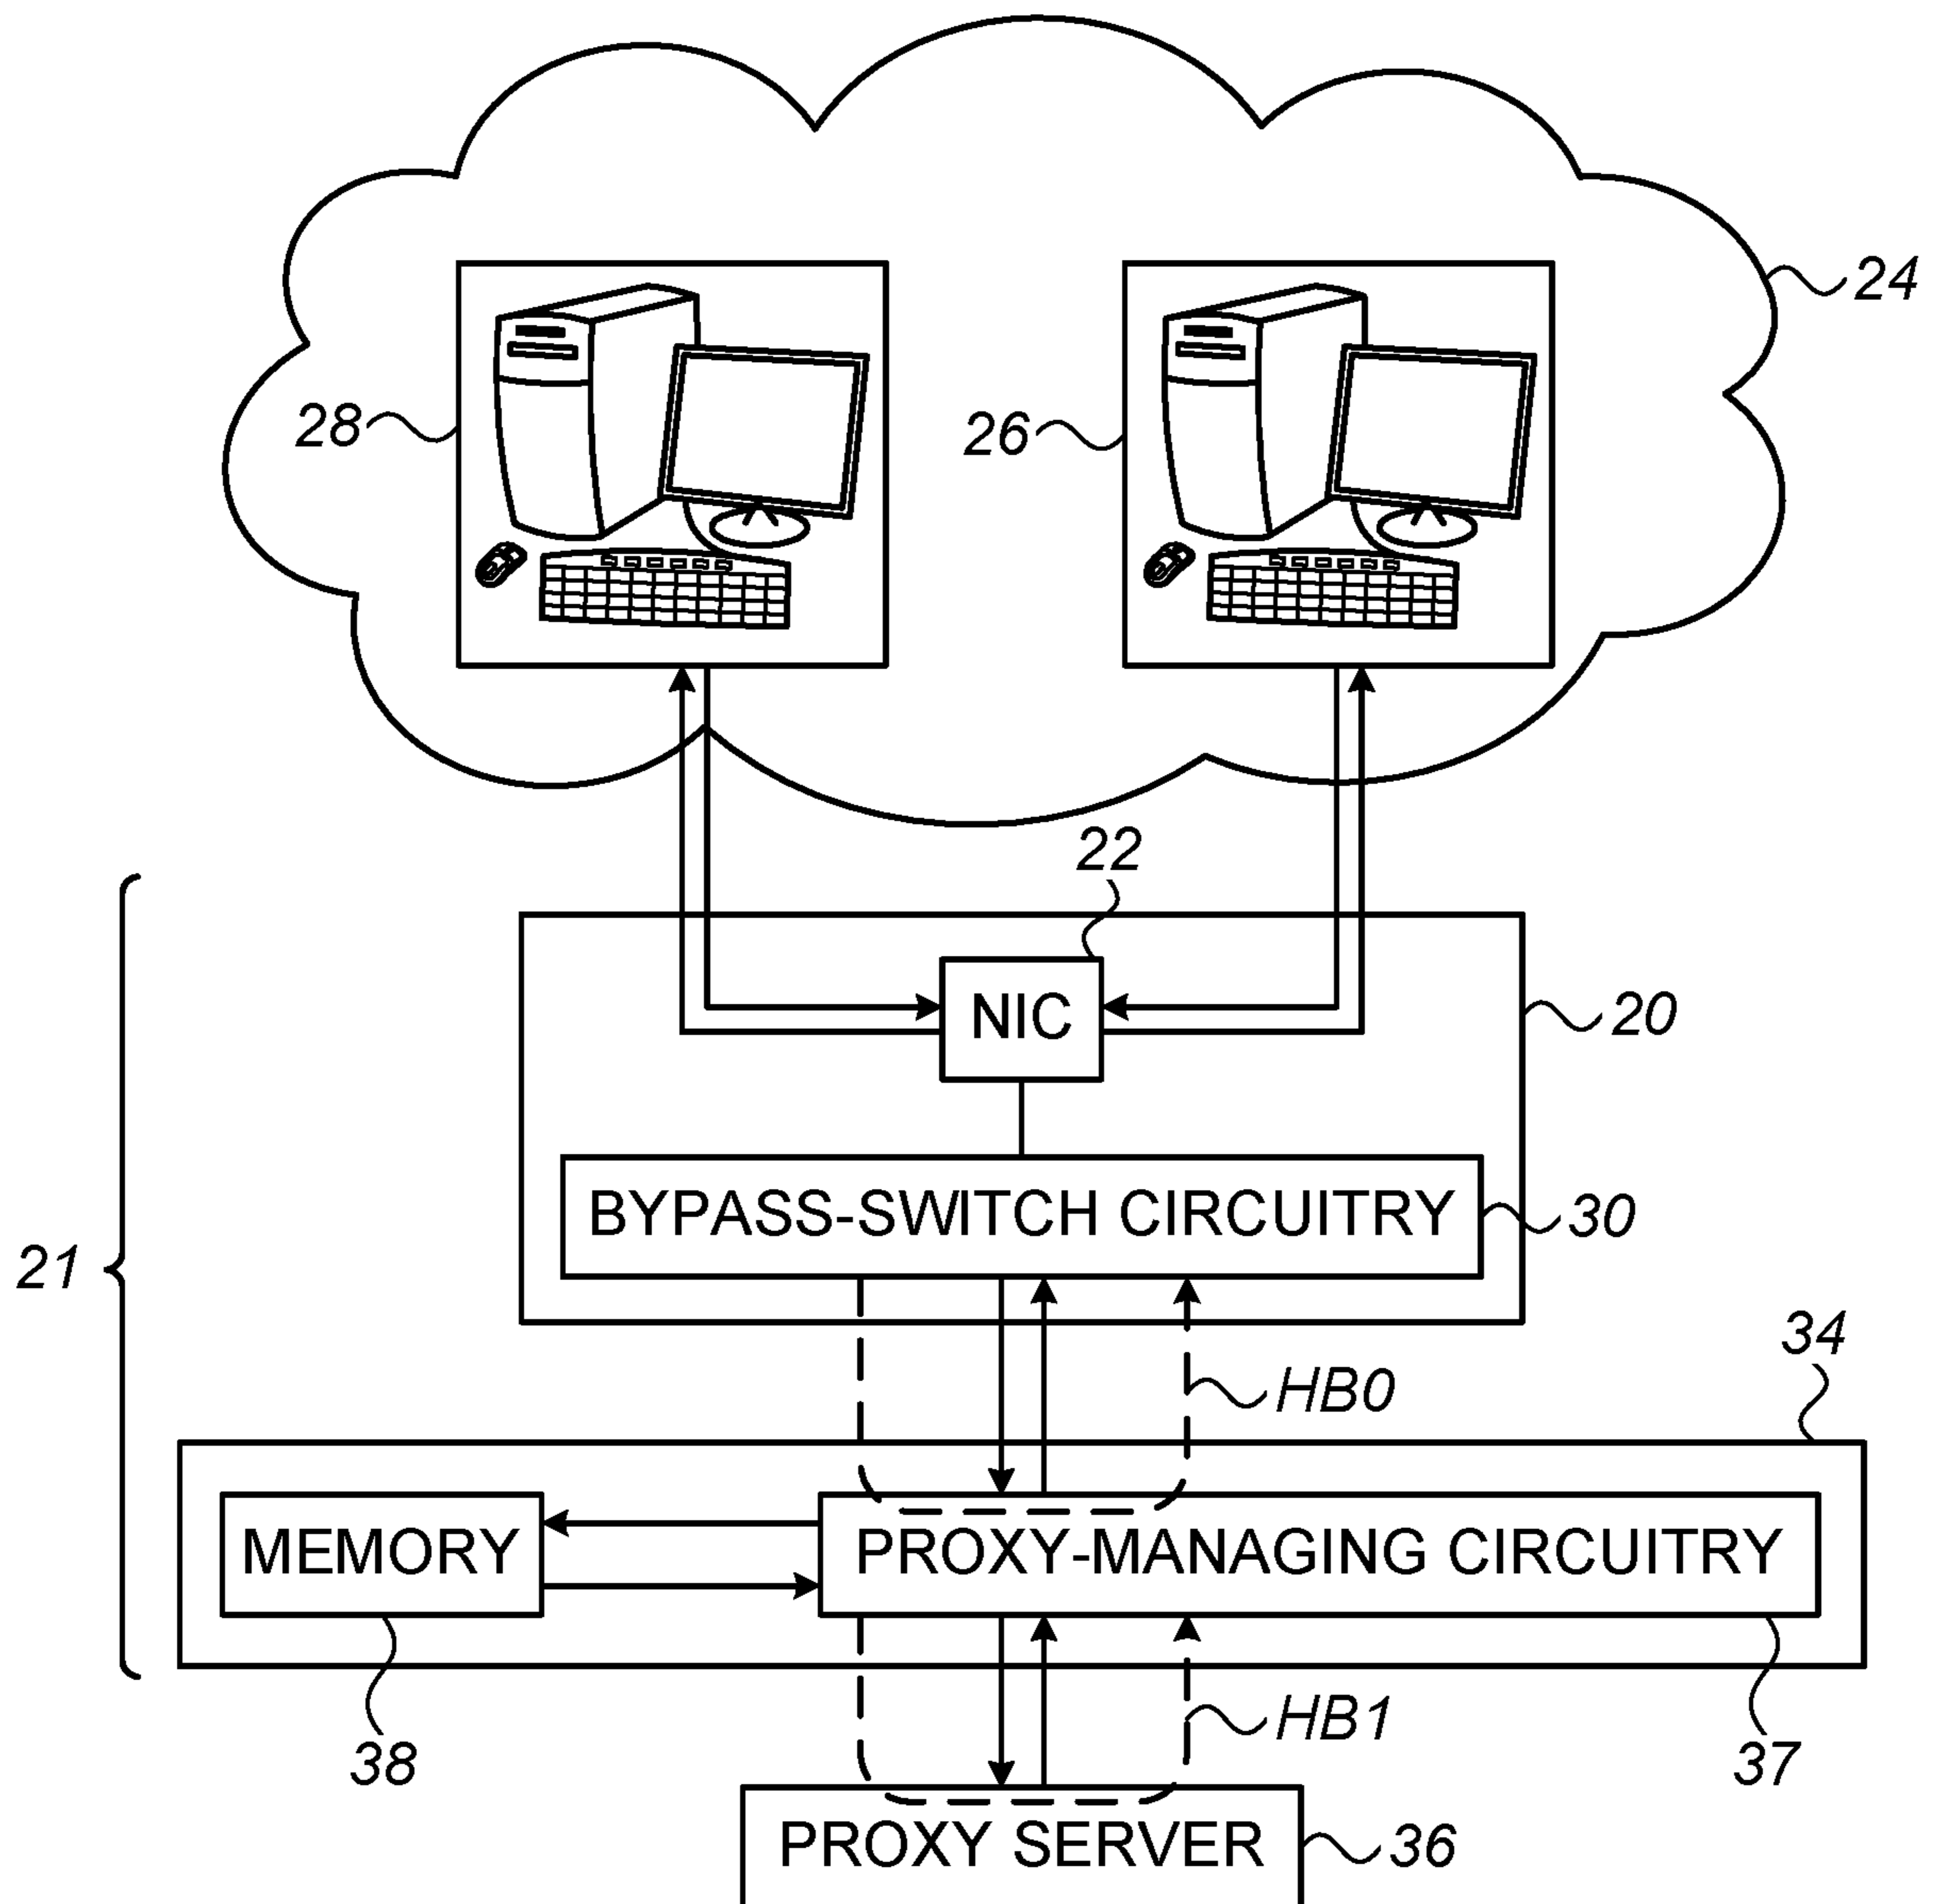 24
28
26
22
NIC
20
BYPASS-SWITCH CIRCUITRY
30
21
34
HB0
MEMORY
PROXY-MANAGING CIRCUITRY
HB1
38
37
PROXY SERVER
36